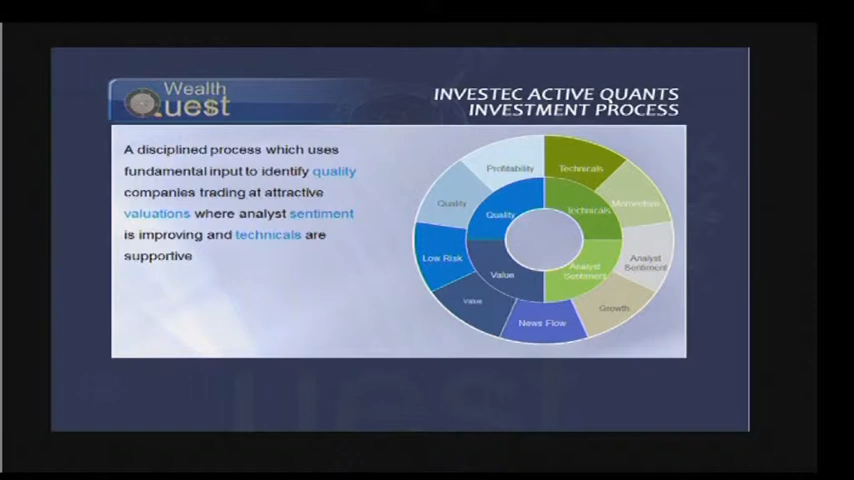 Wealth
Quest
INVESTEC ACTIVE QUANTS
INVESTMENT PROCESS
A disciplined process which uses
fundamental input to identify quality
companies trading at attractive
valuations where analyst sentiment
is improving and technicals are
supportive
Profitability
Technicals
Quality
Momentum
Quality
Technicals
Low Risk
Analyst
Sentiment
Value
Analyst
Sentiment
Value
Growth
News Flow
uest